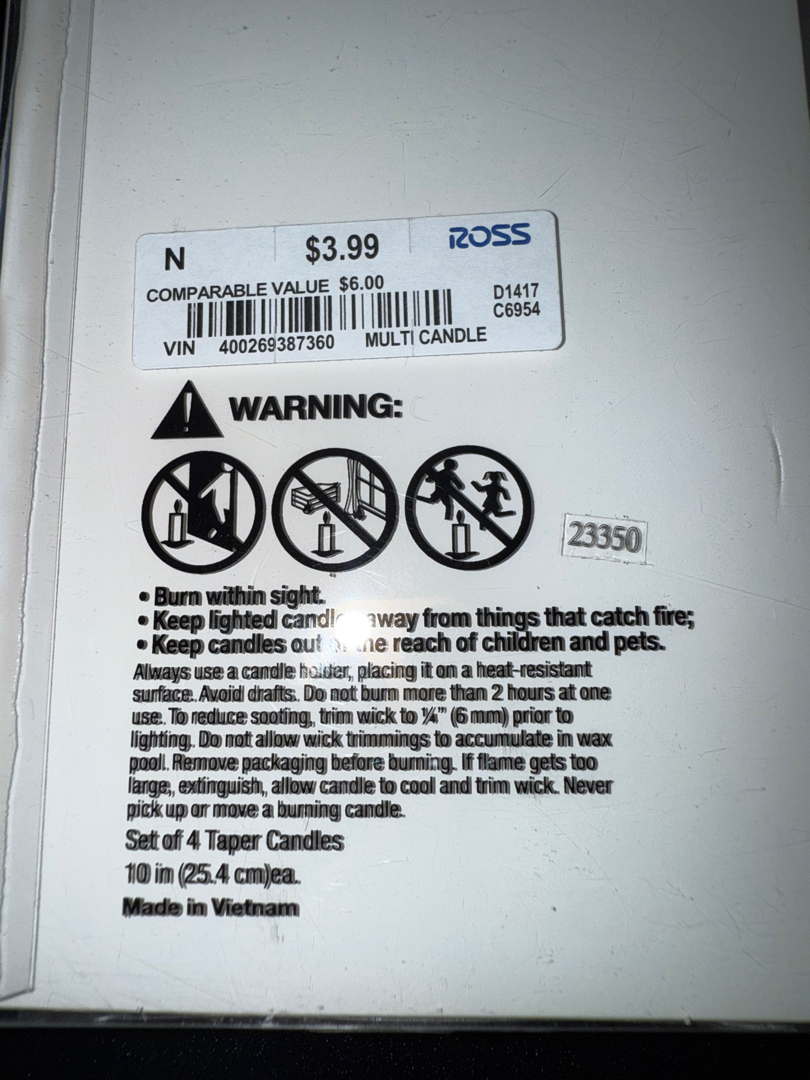 N $3.99 ROSS
COMPARABLE VALUE $6.00
D1417
C6954
VIN 400269387360 MULTI CANDLE
WARNING:
23350
• Burn within sight.
• Keep lighted candle away from things that catch fire;
• Keep candles out of the reach of children and pets.
Always use a candle holder, placing it on a heat-resistant
surface. Avoid drafts. Do not burn more than 2 hours at one
use. To reduce sooting, trim wick to ¼” (6 mm) prior to
lighting. Do not allow wick trimmings to accumulate in wax
pool. Remove packaging before burning. If flame gets too
large, extinguish, allow candle to cool and trim wick. Never
pick up or move a burning candle.
Set of 4 Taper Candles
10 in (25.4 cm)ea.
Made in Vietnam